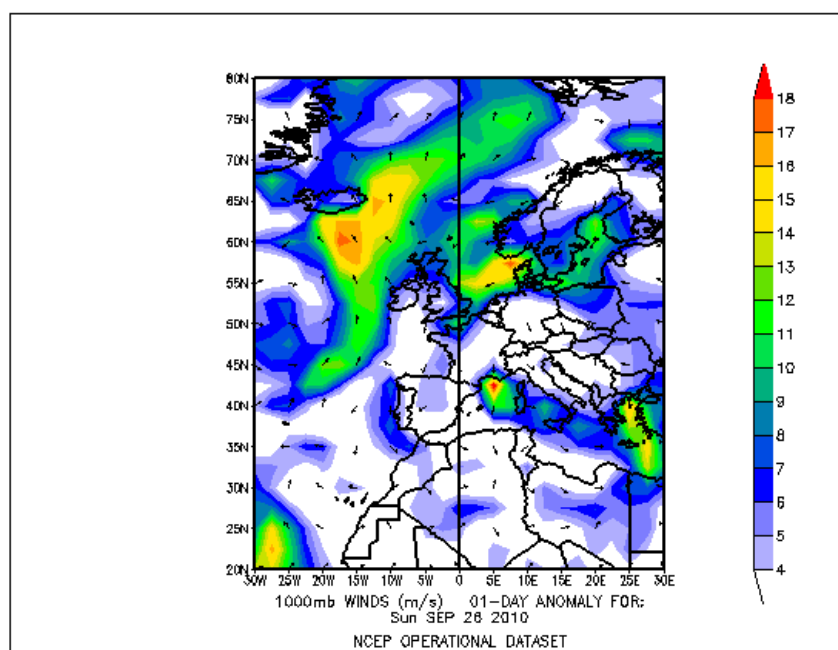 80N
75N
70N
65N
60N
55N
50N
45N
40N
35N
30N
25N
20N
30W 25W 20W 15W 10W 5W 0 5E 10E 15E 20E 25E 30E
18
17
16
15
14
13
12
11
10
9
8
7
6
5
4
1000mb WINDS (m/s) 01-DAY ANOMALY FOR:
Sun SEP 26 2010
NCEP OPERATIONAL DATASET